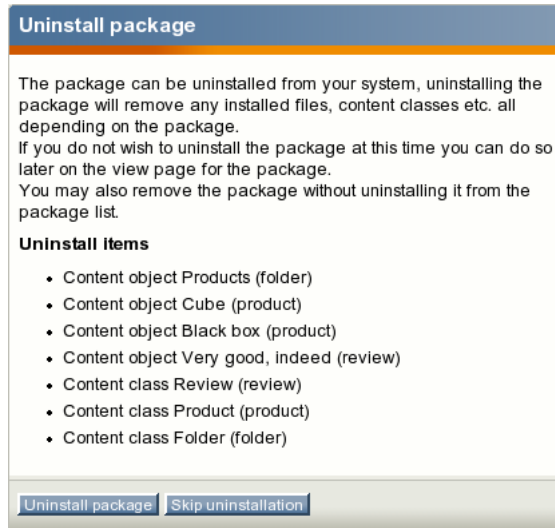 Uninstall package
The package can be uninstalled from your system, uninstalling the
package will remove any installed files, content classes etc. all
depending on the package.
If you do not wish to uninstall the package at this time you can do so
later on the view page for the package.
You may also remove the package without uninstalling it from the
package list.
Uninstall items
• Content object Products (folder)
• Content object Cube (product)
• Content object Black box (product)
• Content object Very good, indeed (review)
• Content class Review (review)
• Content class Product (product)
• Content class Folder (folder)
Uninstall package Skip uninstallation